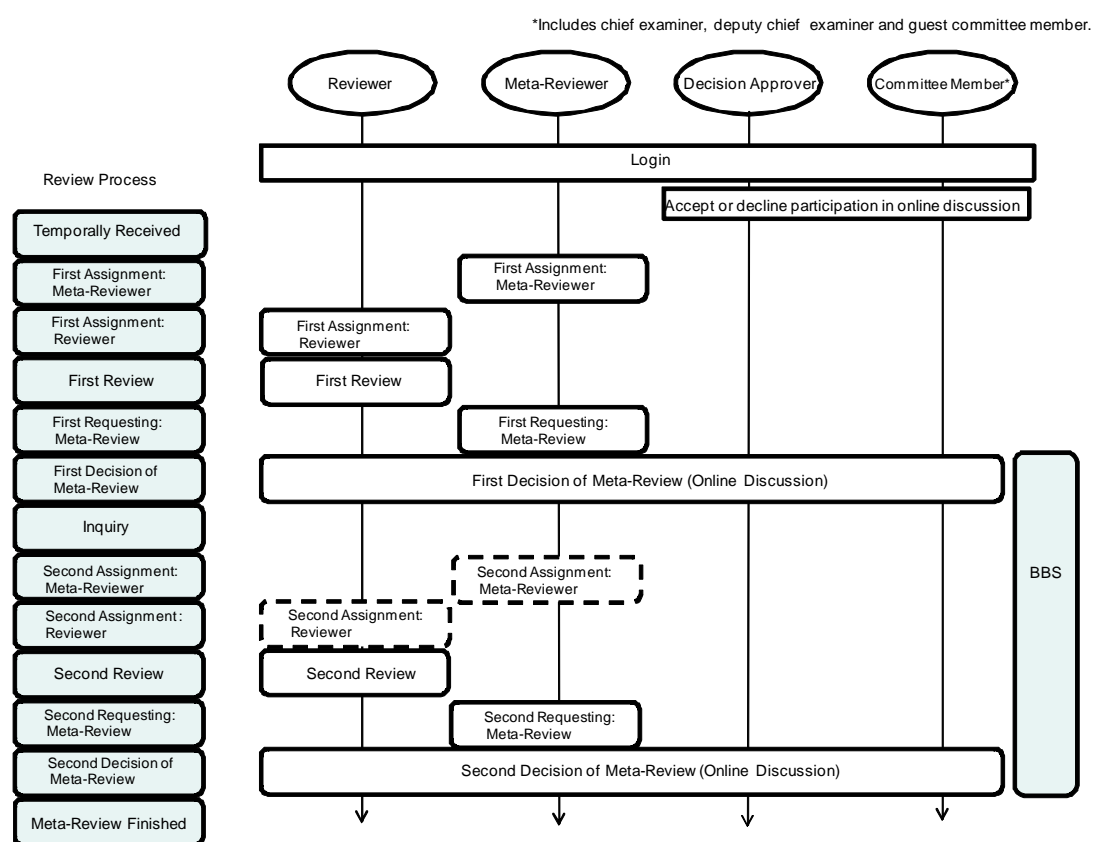 *Includes chief examiner, deputy chief examiner and guest committee member.
Reviewer
Meta-Reviewer
Decision Approver
Committee Member*
Login
Review Process
Accept or decline participation in online discussion
Temporally Received
First Assignment:
Meta-Reviewer
First Assignment:
Meta-Reviewer
First Assignment:
Reviewer
First Assignment:
Reviewer
First Review
First Review
First Requesting:
Meta-Review
First Requesting:
Meta-Review
First Decision of
Meta-Review
First Decision of Meta-Review (Online Discussion)
Inquiry
BBS
Second Assignment:
Meta-Reviewer
Second Assignment:
Meta-Reviewer
Second Assignment:
Reviewer
Second Assignment:
Reviewer
Second Review
Second Review
Second Requesting:
Meta-Review
Second Requesting:
Meta-Review
Second Decision of
Meta-Review
Second Decision of Meta-Review (Online Discussion)
Meta-Review Finished